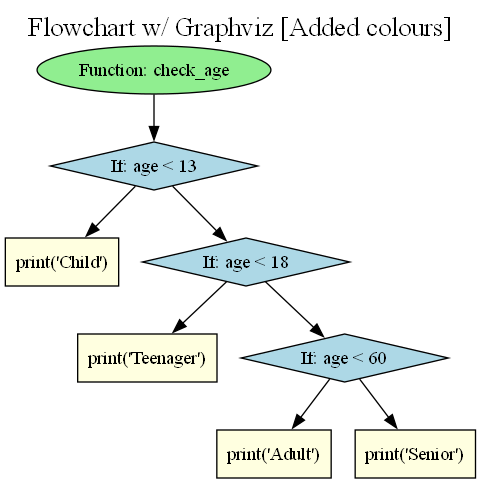 Flowchart w/ Graphviz [Added colours]
Function: check_age
If: age < 13
print('Child')
If: age < 18
print('Teenager')
If: age < 60
print('Adult')
print('Senior')